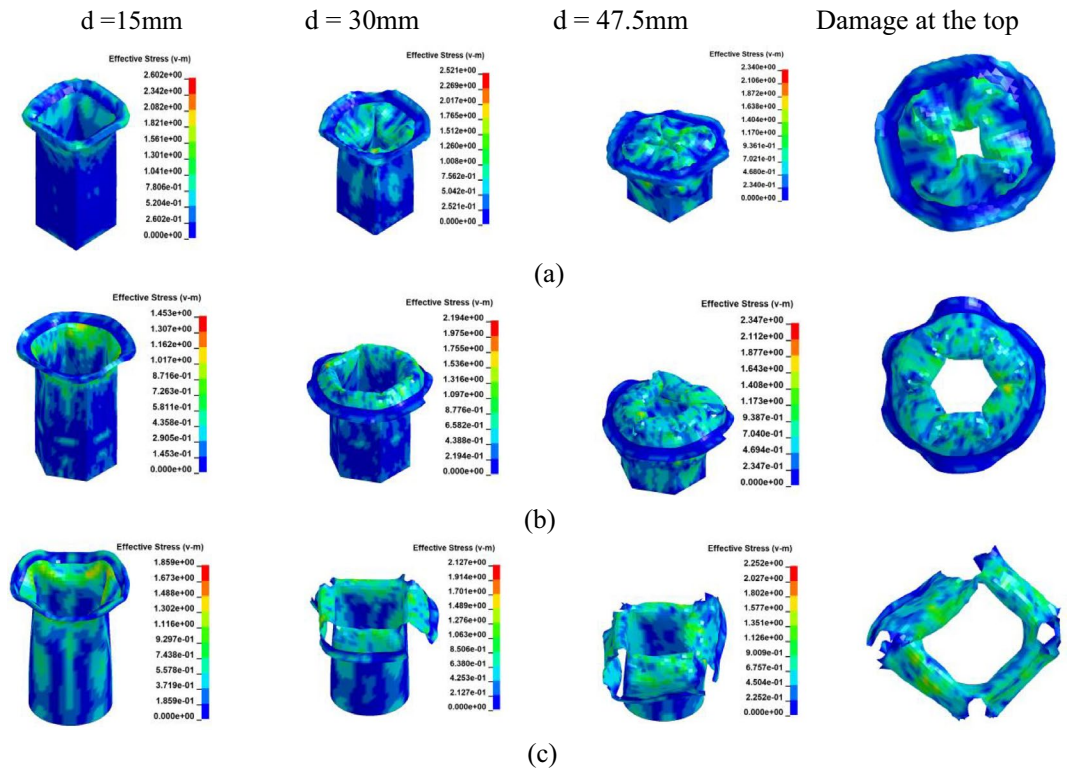 d =15mm d = 30mm d = 47.5mm Damage at the top
Effective Stress (v-m)
2.602e+00
2.342e+00
2.082e+00
1.821e+00
1.561e+00
1.301e+00
1.041e+00
7.806e-01
5.204e-01
2.602e-01
0.000e+00
Effective Stress (v-m)
2.521e+00
2.269e+00
2.017e+00
1.765e+00
1.512e+00
1.260e+00
1.008e+00
7.562e-01
5.042e-01
2.521e-01
0.000e+00
Effective Stress (v-m)
2.340e+00
2.106e+00
1.872e+00
1.638e+00
1.404e+00
1.170e+00
9.361e-01
7.021e-01
4.680e-01
2.340e-01
0.000e+00
(a)
Effective Stress (v-m)
1.453e+00
1.307e+00
1.162e+00
1.017e+00
8.716e-01
7.263e-01
5.811e-01
4.358e-01
2.905e-01
1.453e-01
0.000e+00
Effective Stress (v-m)
2.194e+00
1.975e+00
1.755e+00
1.536e+00
1.316e+00
1.097e+00
8.776e-01
6.582e-01
4.388e-01
2.194e-01
0.000e+00
Effective Stress (v-m)
2.347e+00
2.112e+00
1.877e+00
1.643e+00
1.408e+00
1.173e+00
9.387e-01
7.040e-01
4.694e-01
2.347e-01
0.000e+00
(b)
Effective Stress (v-m)
1.859e+00
1.673e+00
1.488e+00
1.302e+00
1.116e+00
9.297e-01
7.438e-01
5.578e-01
3.719e-01
1.859e-01
0.000e+00
Effective Stress (v-m)
2.127e+00
1.914e+00
1.701e+00
1.489e+00
1.276e+00
1.063e+00
8.506e-01
6.380e-01
4.253e-01
2.127e-01
0.000e+00
Effective Stress (v-m)
2.252e+00
2.027e+00
1.802e+00
1.577e+00
1.351e+00
1.126e+00
9.009e-01
6.757e-01
4.504e-01
2.252e-01
0.000e+00
(c)